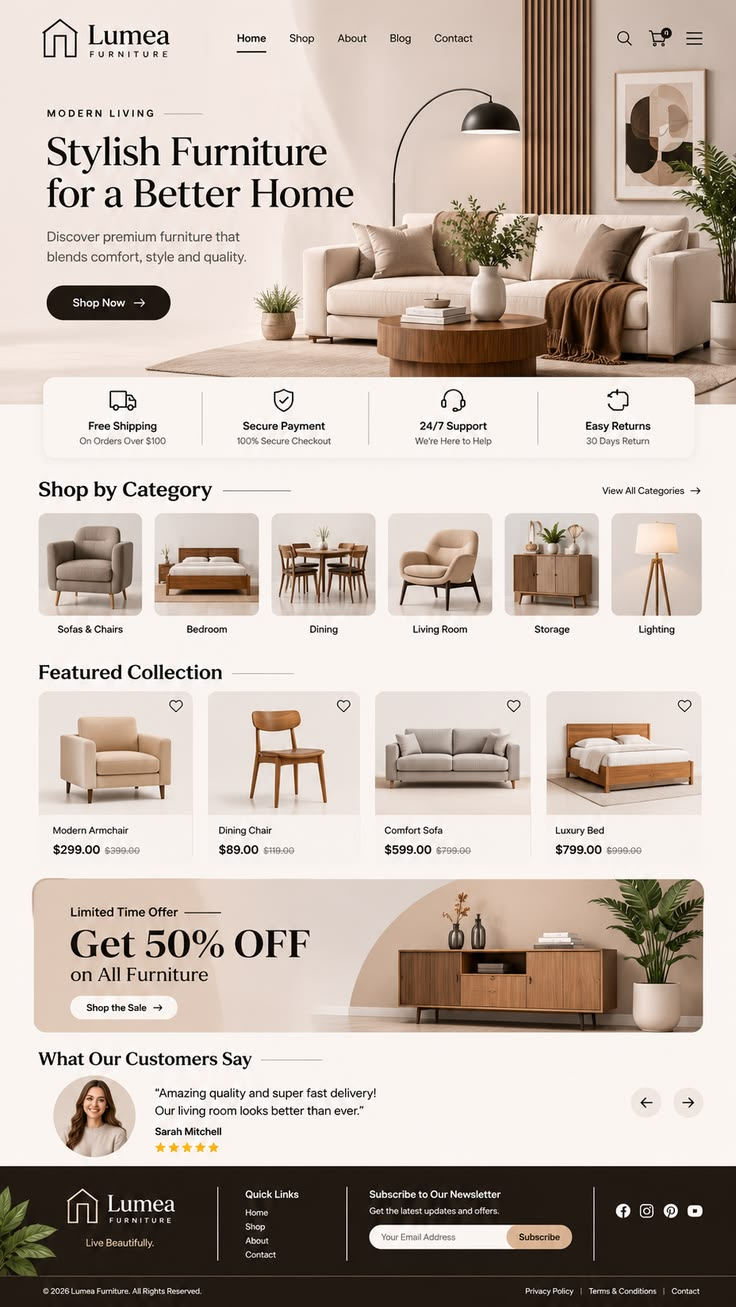 Lumea
FURNITURE
Home
Shop
About
Blog
Contact
MODERN LIVING
Stylish Furniture
for a Better Home
Discover premium furniture that
blends comfort, style and quality.
Shop Now
Free Shipping
On Orders Over $100
Secure Payment
100% Secure Checkout
24/7 Support
We're Here to Help
Easy Returns
30 Days Return
Shop by Category
View All Categories
Sofas & Chairs
Bedroom
Dining
Living Room
Storage
Lighting
Featured Collection
Modern Armchair
$299.00 $399.00
Dining Chair
$89.00 $119.00
Comfort Sofa
$599.00 $799.00
Luxury Bed
$799.00 $999.00
Limited Time Offer
Get 50% OFF
on All Furniture
Shop the Sale
What Our Customers Say
“Amazing quality and super fast delivery!
Our living room looks better than ever.”
Sarah Mitchell
Lumea
FURNITURE
Live Beautifully.
Quick Links
Home
Shop
About
Contact
Subscribe to Our Newsletter
Get the latest updates and offers.
Your Email Address
Subscribe
© 2026 Lumea Furniture. All Rights Reserved.
Privacy Policy | Terms & Conditions | Contact